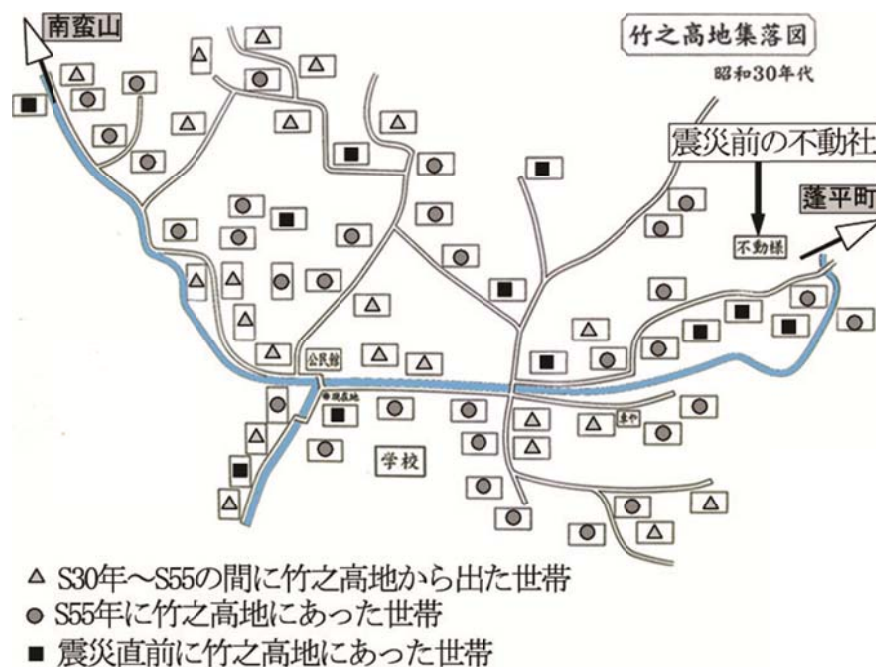 南蛮山
竹之高地集落図
昭和30年代
震災前の不動社
蓬平町
不動様
公民館
現在地
学校
△ S30年～S55の間に竹之高地から出た世帯
● S55年に竹之高地にあった世帯
■ 震災直前に竹之高地にあった世帯